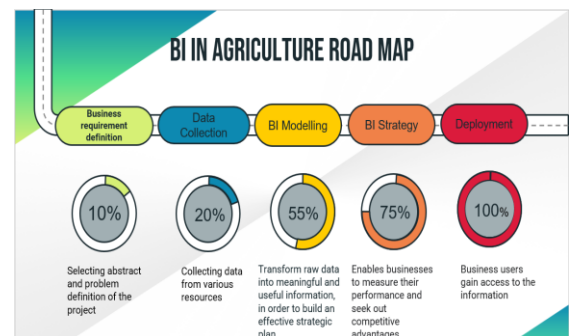 BI IN AGRICULTURE ROAD MAP
Business
requirement
definition
Data
Collection
BI Modelling
BI Strategy
Deployment
10%
20%
55%
75%
100%
Selecting abstract
and problem
definition of the
project
Collecting data
from various
resources
Transform raw data
into meaningful and
useful information,
in order to build an
effective strategic
plan
Enables businesses
to measure their
performance and
seek out
competitive
advantages
Business users
gain access to the
information